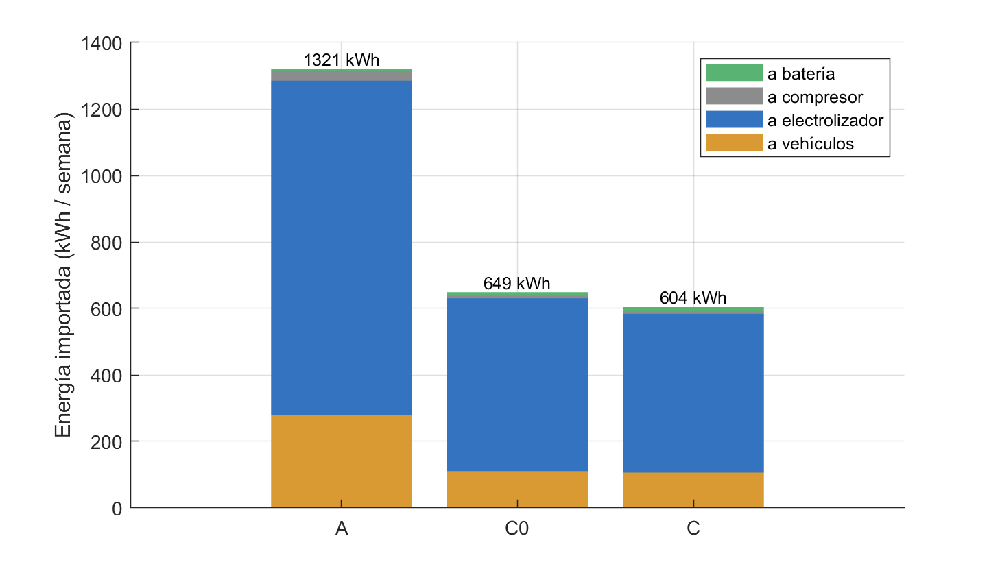 1400
1200
1000
800
600
400
200
0
Energía importada (kWh / semana)
1321 kWh
649 kWh
604 kWh
a batería
a compresor
a electrolizador
a vehículos
A
C0
C